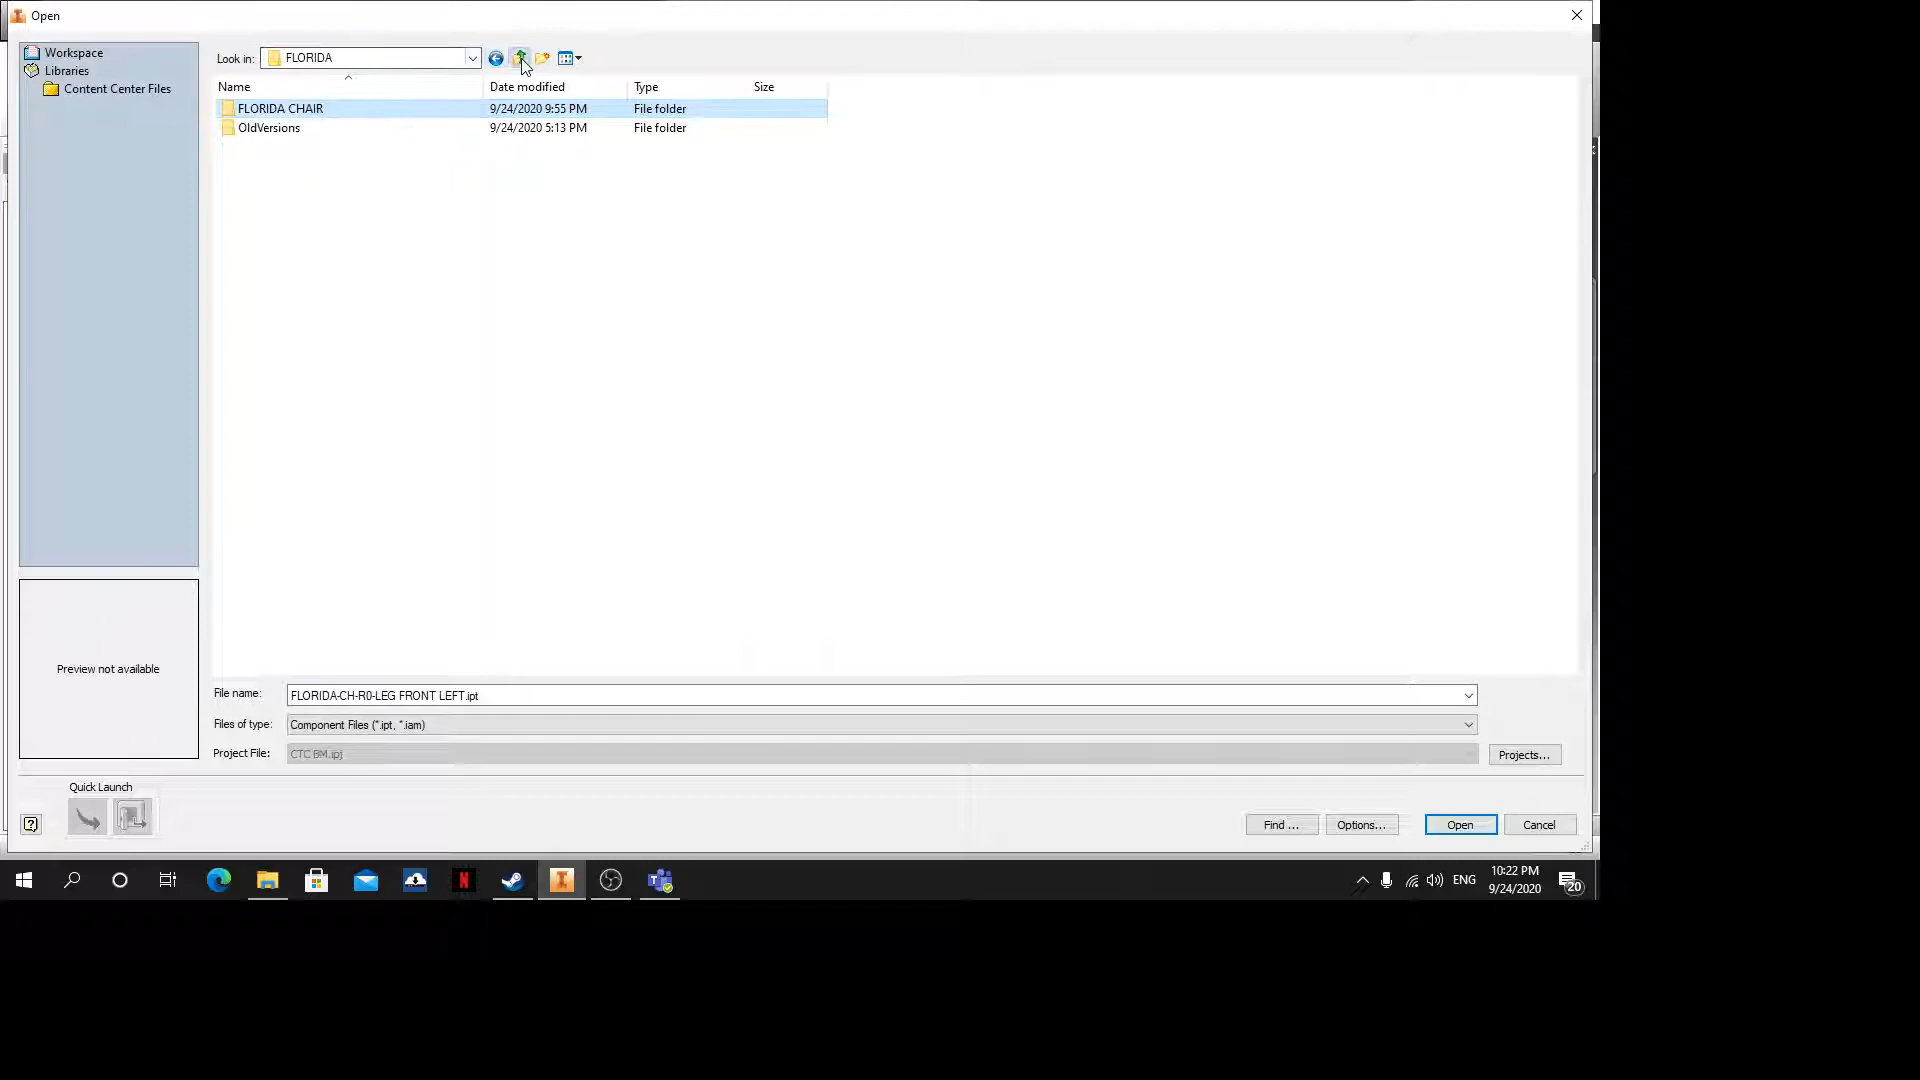 Open
Workspace
Libraries
Content Center Files
Look in: FLORIDA
Name Date modified Type Size
FLORIDA CHAIR 9/24/2020 9:55 PM File folder
OldVersions 9/24/2020 5:13 PM File folder
Preview not available
File name: FLORIDA-CH-R0-LEG FRONT LEFT.ipt
Files of type: Component Files (*.ipt, *.iam)
Project File: CTC BM.ipj Projects...
Quick Launch
Find ... Options... Open Cancel
10:22 PM
ENG
9/24/2020
20